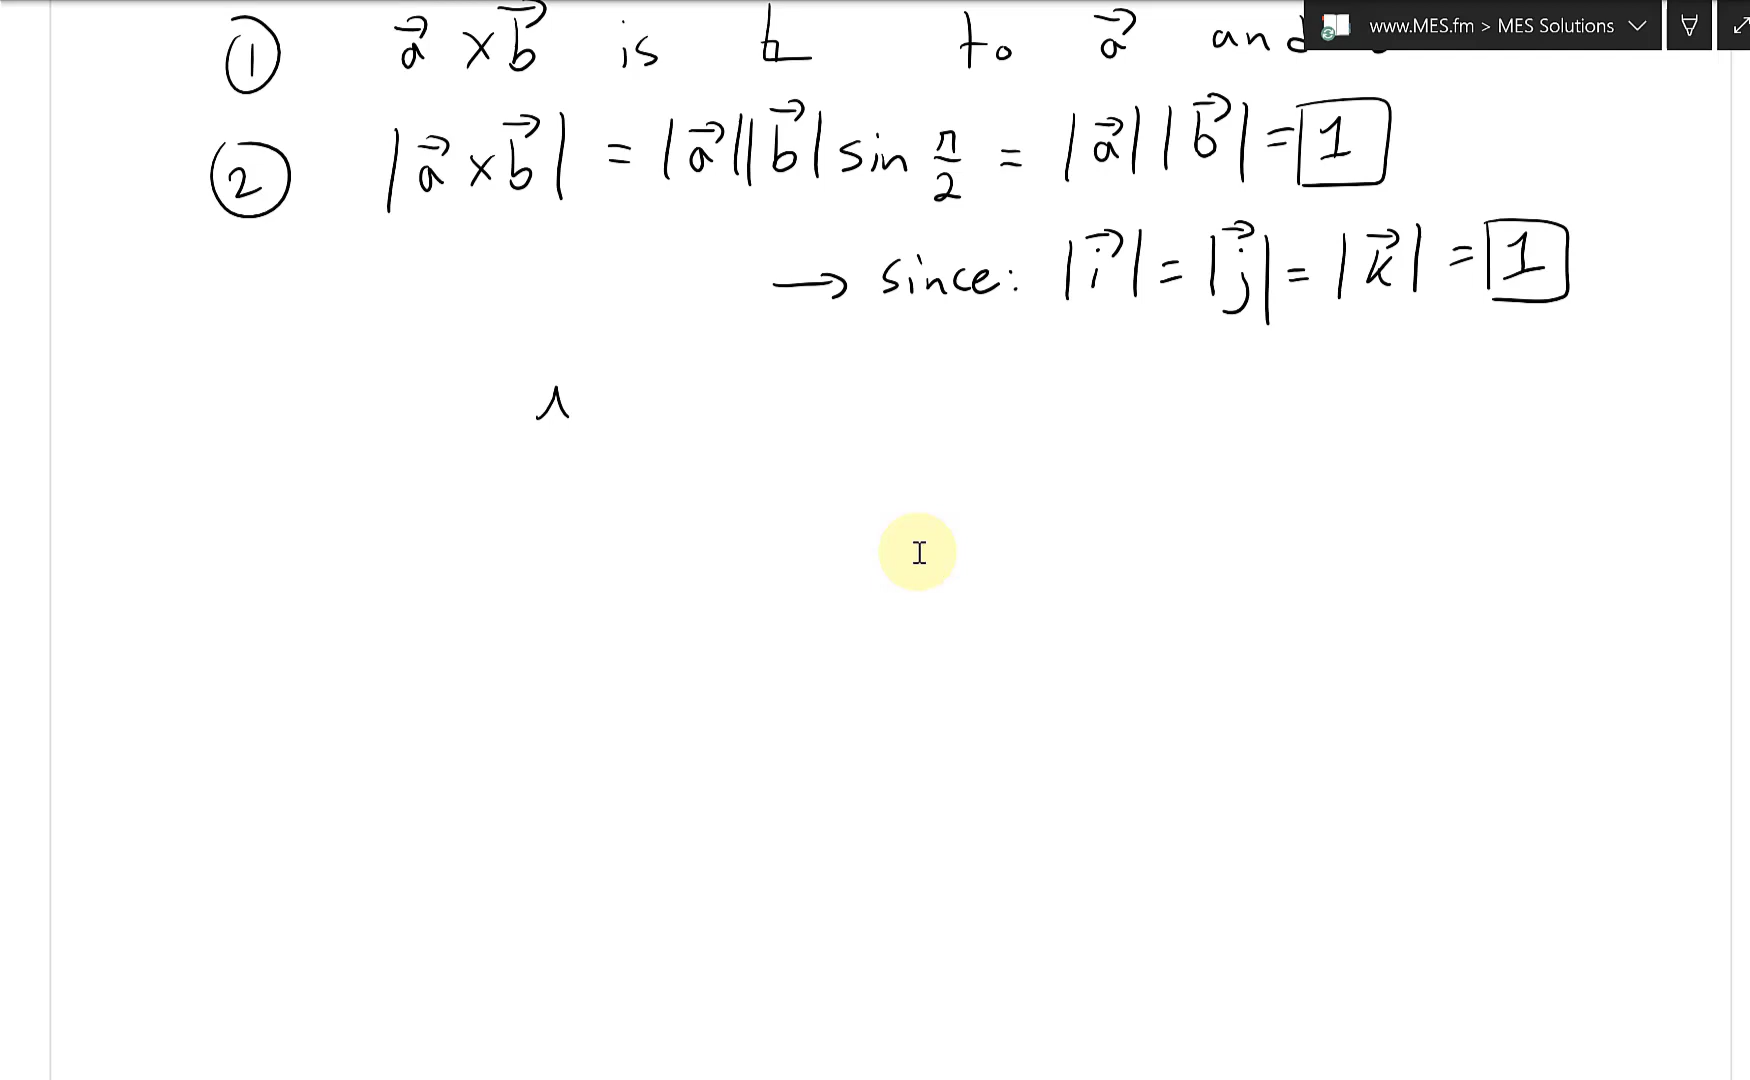 ① a⃗ × b⃗ is ⊥ to a⃗ and
www.MES.fm > MES Solutions
② |a⃗ × b⃗| = |a⃗||b⃗| sin π/2 = |a⃗||b⃗| = 1
→ since: |i⃗| = |j⃗| = |k⃗| = 1